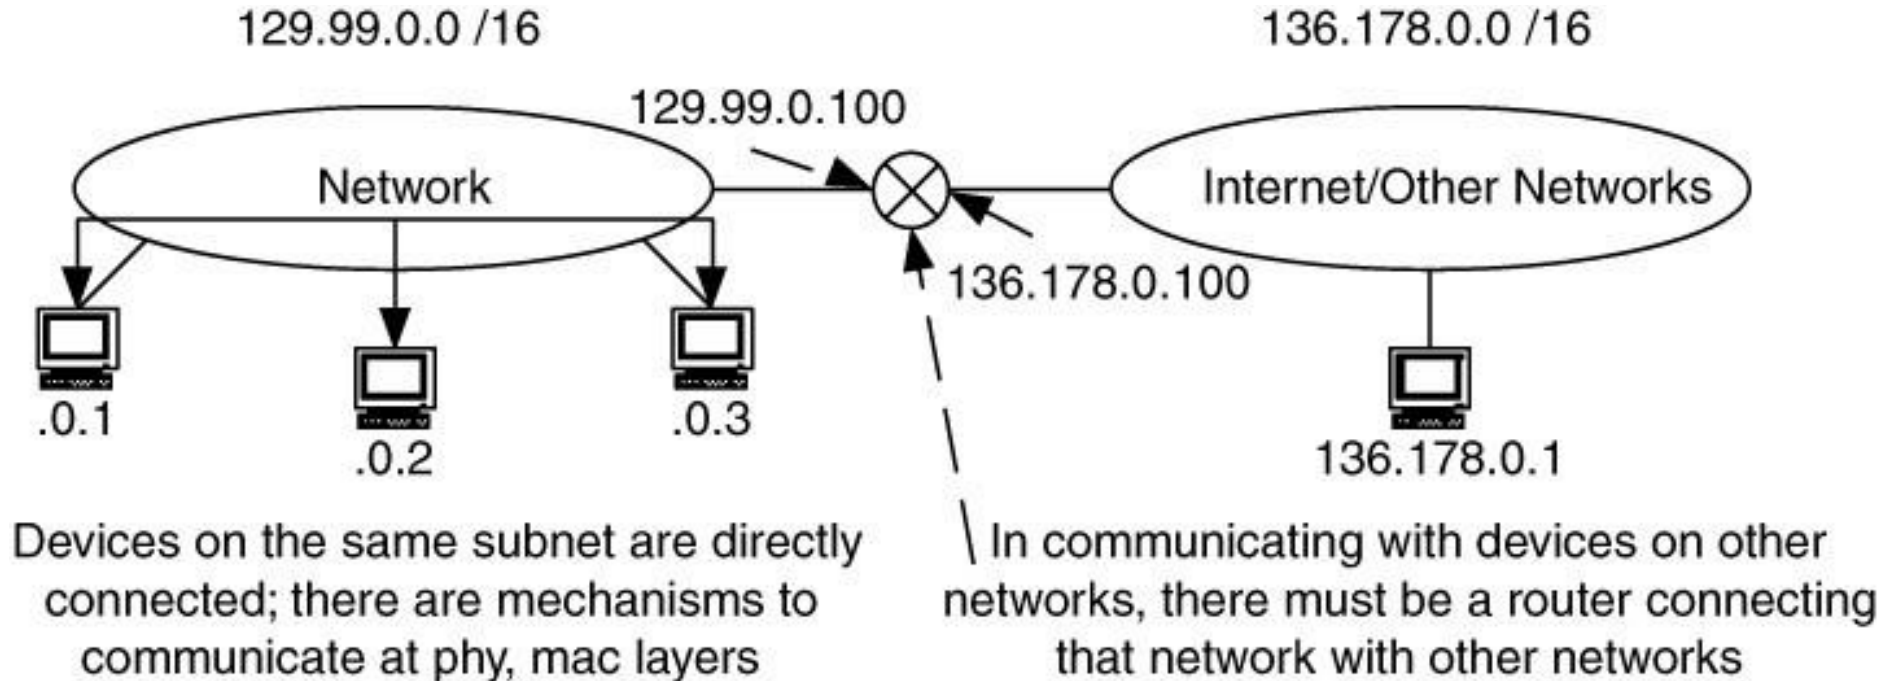 129.99.0.0 /16
136.178.0.0 /16
129.99.0.100
Network
Internet/Other Networks
136.178.0.100
.0.1
.0.2
.0.3
136.178.0.1
Devices on the same subnet are directly
connected; there are mechanisms to
communicate at phy, mac layers
In communicating with devices on other
networks, there must be a router connecting
that network with other networks